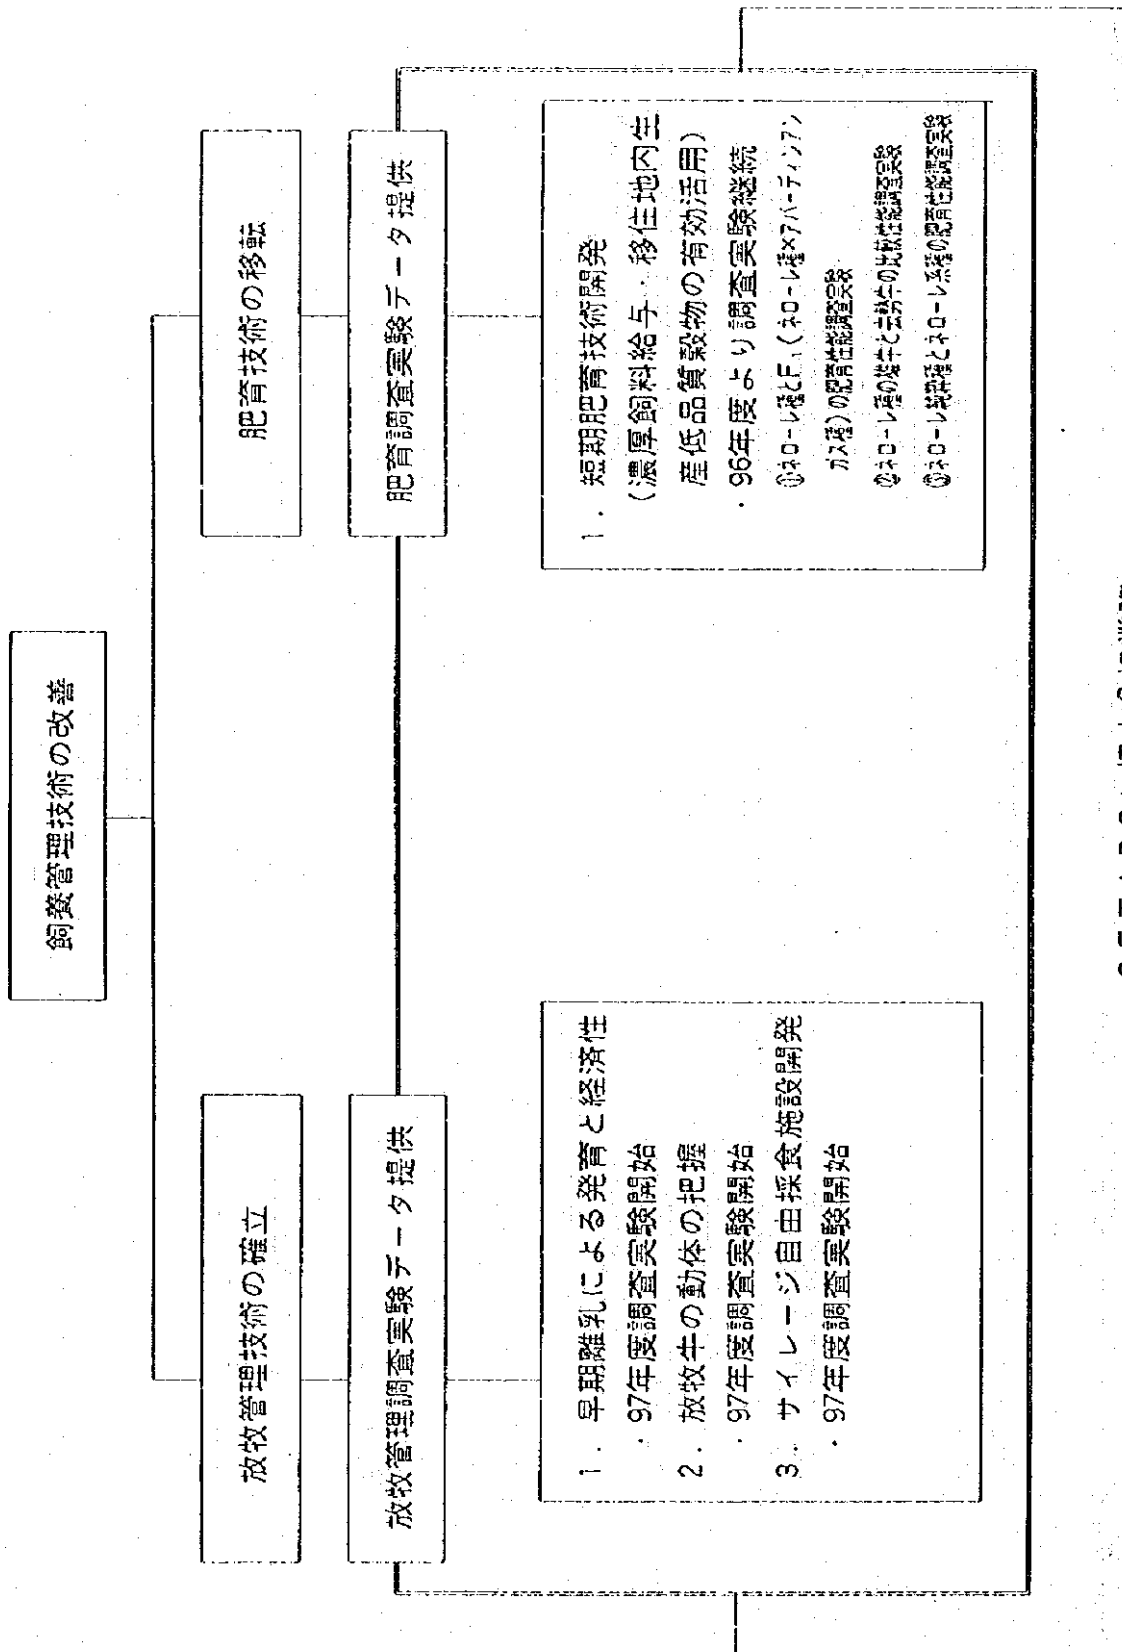 飼養管理技術の改善
放牧管理技術の確立
放牧管理調査実験データ提供
1．早期離乳による発育と経済性
・97年度調査実験開始
2．放牧牛の動体の把握
・97年度調査実験開始
3．サイレージ自由採食施設開発
・97年度調査実験開始
肥育技術の移転
肥育調査実験データ提供
1．短期肥育技術開発
（濃厚飼料給与・移住地内生
産低品質穀物の有効活用）
・96年度より調査実験継続
①ネローレ種とF₁（ネローレ種×アバーディンアン
ガス種）の肥育性能調査実験
②ネローレ種の雄牛と去勢牛の比較性能調査実験
③ネローレ純粋種とネローレ系種の肥育性能調査実験